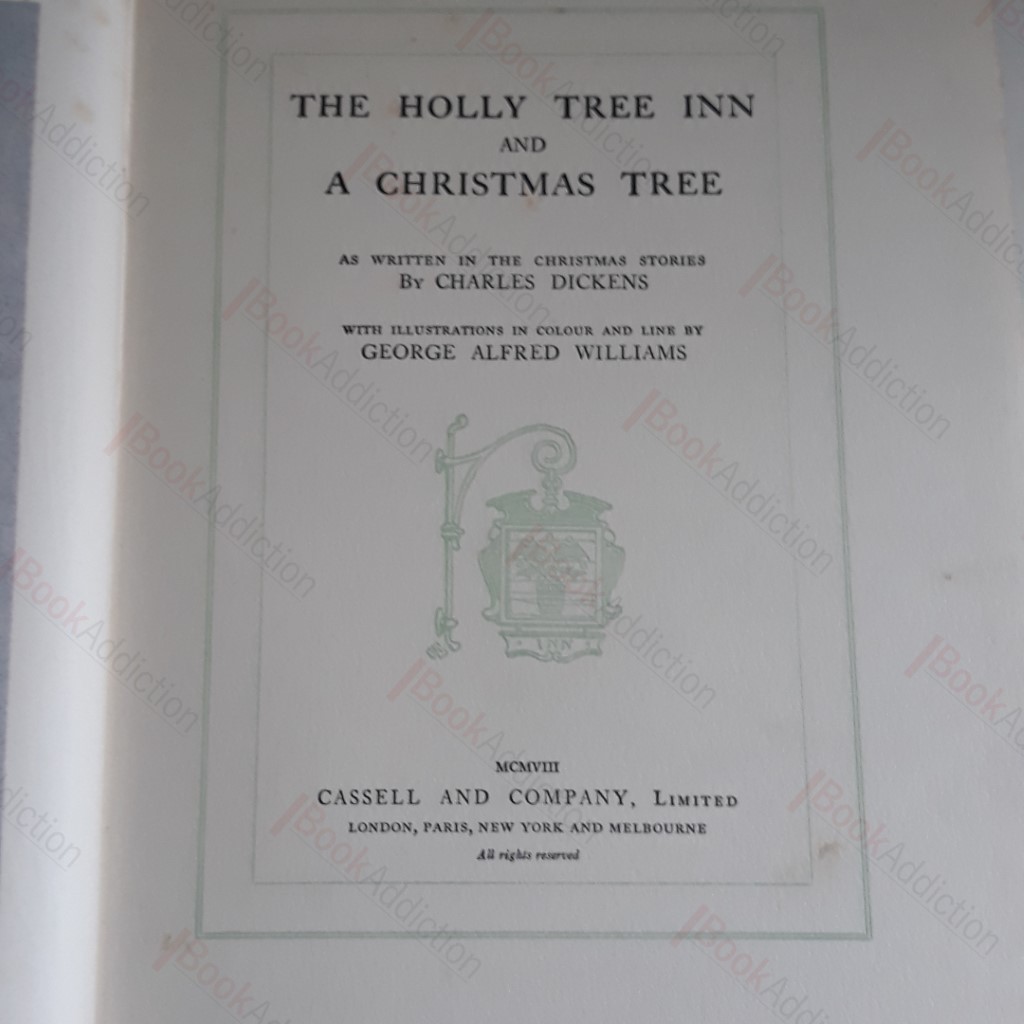 THE HOLLY TREE INN
AND
A CHRISTMAS TREE
AS WRITTEN IN THE CHRISTMAS STORIES
BY CHARLES DICKENS
WITH ILLUSTRATIONS IN COLOUR AND LINE BY
GEORGE ALFRED WILLIAMS
INN
MCMVIII
CASSELL AND COMPANY, LIMITED
LONDON, PARIS, NEW YORK AND MELBOURNE
All rights reserved
BookAddiction